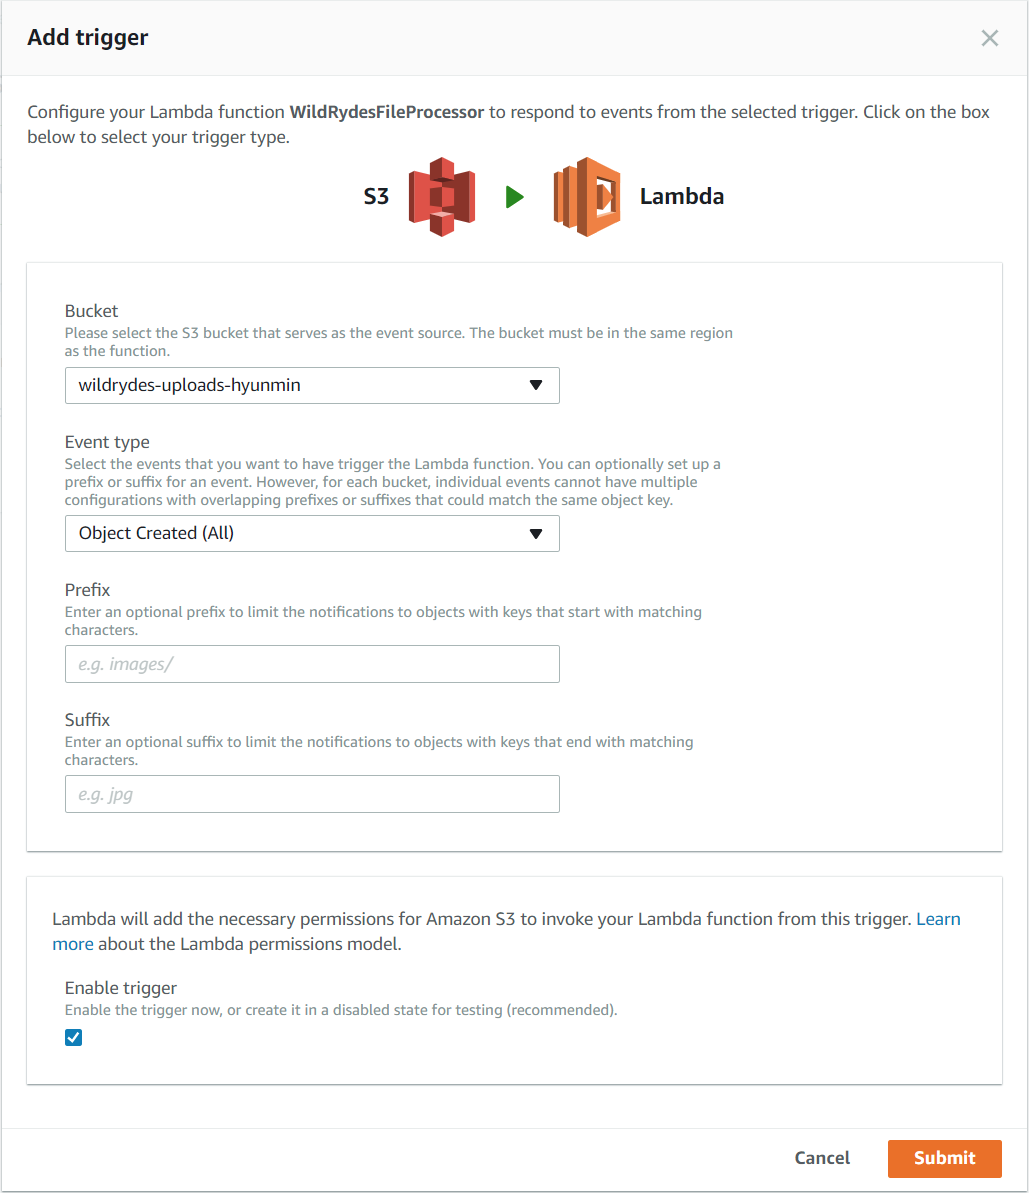 Add trigger
Configure your Lambda function WildRydesFileProcessor to respond to events from the selected trigger. Click on the box
below to select your trigger type.
S3 Lambda
Bucket
Please select the S3 bucket that serves as the event source. The bucket must be in the same region
as the function.
wildrydes-uploads-hyunmin
Event type
Select the events that you want to have trigger the Lambda function. You can optionally set up a
prefix or suffix for an event. However, for each bucket, individual events cannot have multiple
configurations with overlapping prefixes or suffixes that could match the same object key.
Object Created (All)
Prefix
Enter an optional prefix to limit the notifications to objects with keys that start with matching
characters.
e.g. images/
Suffix
Enter an optional suffix to limit the notifications to objects with keys that end with matching
characters.
e.g. jpg
Lambda will add the necessary permissions for Amazon S3 to invoke your Lambda function from this trigger. Learn
more about the Lambda permissions model.
Enable trigger
Enable the trigger now, or create it in a disabled state for testing (recommended).
Cancel Submit